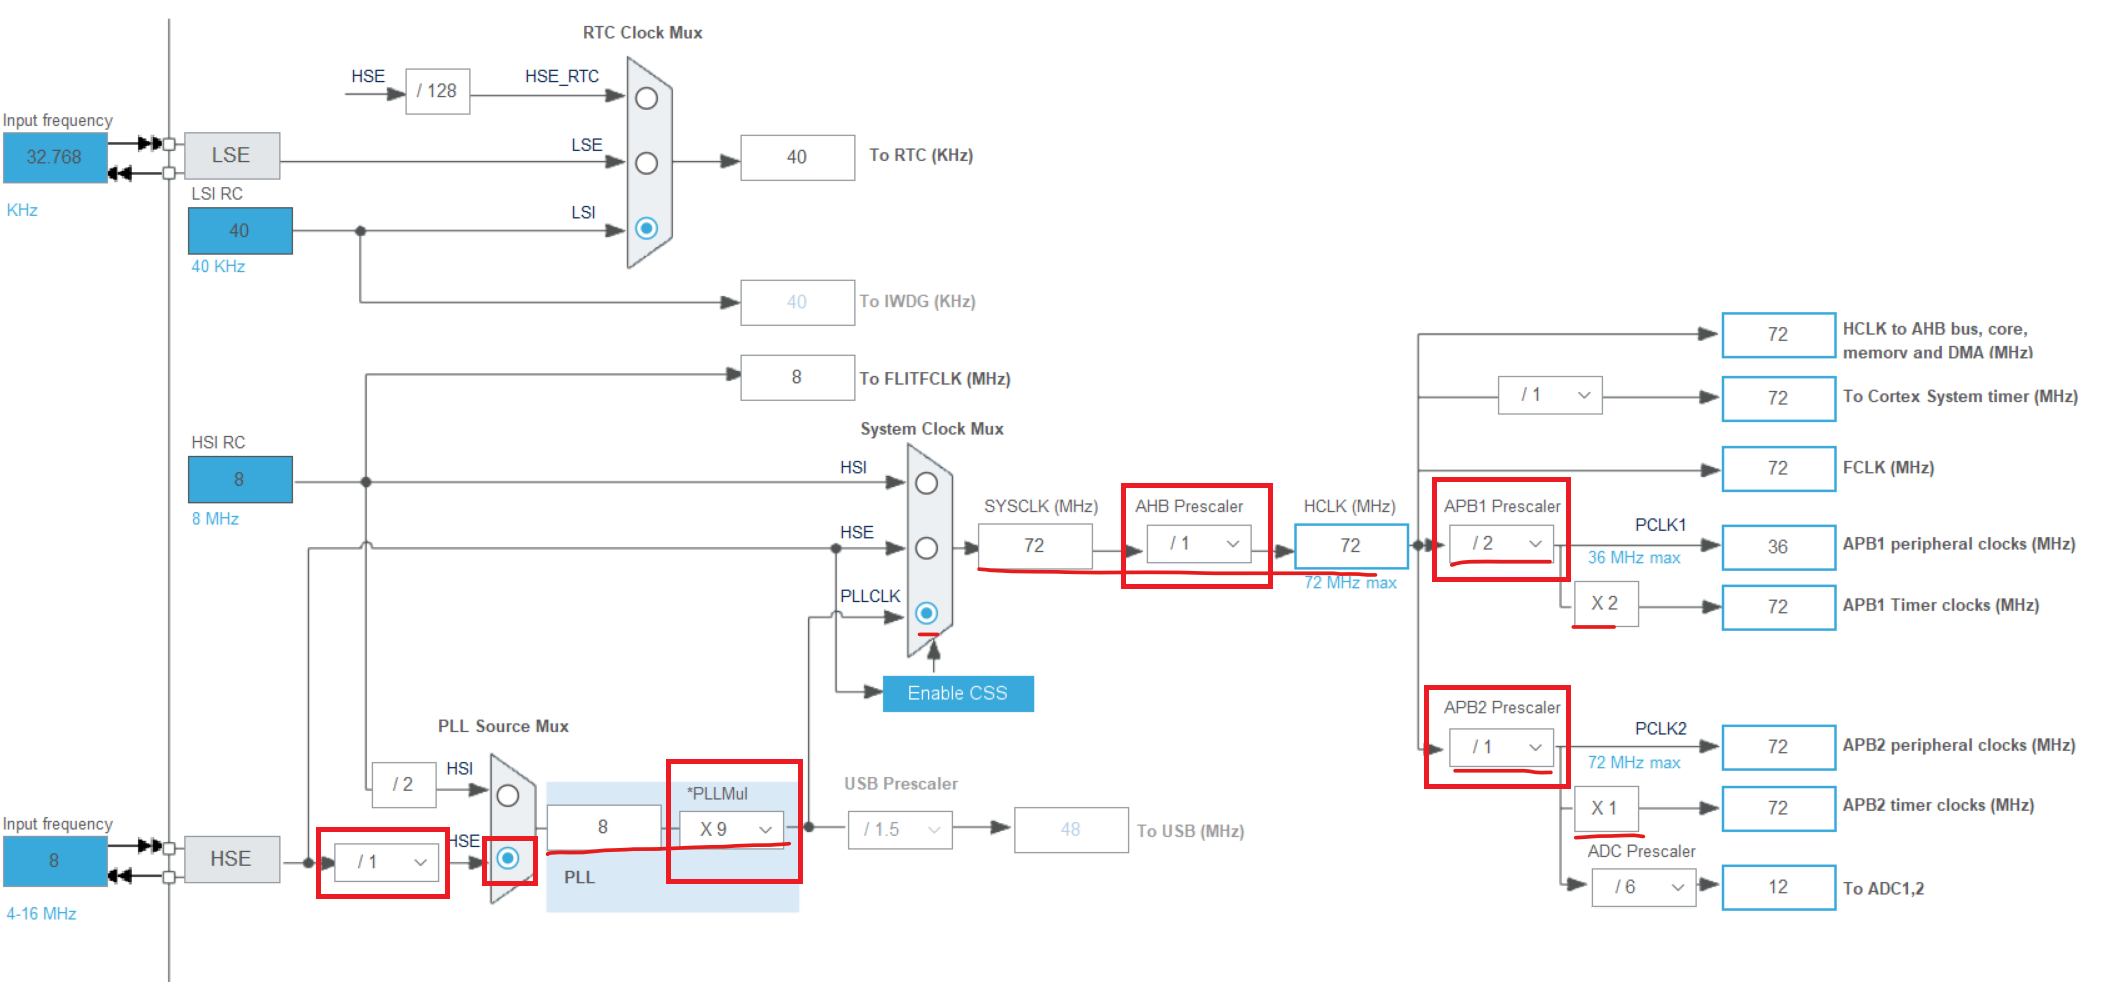 RTC Clock Mux
HSE
/ 128
HSE_RTC
Input frequency
32.768
KHz
LSE
LSE
40
To RTC (KHz)
LSI RC
40
40 KHz
LSI
40
To IWDG (KHz)
8
To FLITFCLK (MHz)
HSI RC
8
8 MHz
System Clock Mux
HSI
HSE
PLLCLK
SYSCLK (MHz)
72
AHB Prescaler
/ 1
HCLK (MHz)
72
72 MHz max
Enable CSS
72
HCLK to AHB bus, core,
memory and DMA (MHz)
/ 1
72
To Cortex System timer (MHz)
72
FCLK (MHz)
APB1 Prescaler
/ 2
PCLK1
36 MHz max
36
APB1 peripheral clocks (MHz)
X 2
72
APB1 Timer clocks (MHz)
APB2 Prescaler
/ 1
PCLK2
72 MHz max
72
APB2 peripheral clocks (MHz)
X 1
72
APB2 timer clocks (MHz)
ADC Prescaler
/ 6
12
To ADC1,2
PLL Source Mux
/ 2
HSI
Input frequency
8
4-16 MHz
HSE
/ 1
HSE
8
*PLLMul
X 9
PLL
USB Prescaler
/ 1.5
48
To USB (MHz)